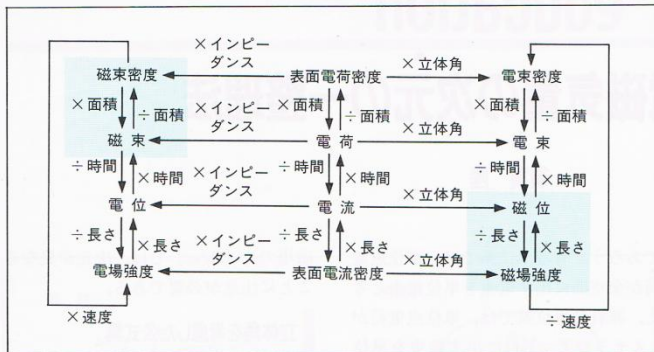 ×インピーダンス
×立体角
磁束密度
表面電荷密度
電束密度
×面積
÷面積
×インピーダンス
×面積
÷面積
×立体角
×面積
÷面積
磁束
電荷
電束
÷時間
×時間
×インピーダンス
÷時間
×時間
×立体角
÷時間
×時間
電位
電流
磁位
÷長さ
×長さ
×インピーダンス
÷長さ
×長さ
×立体角
÷長さ
×長さ
電場強度
表面電流密度
磁場強度
×速度
÷速度